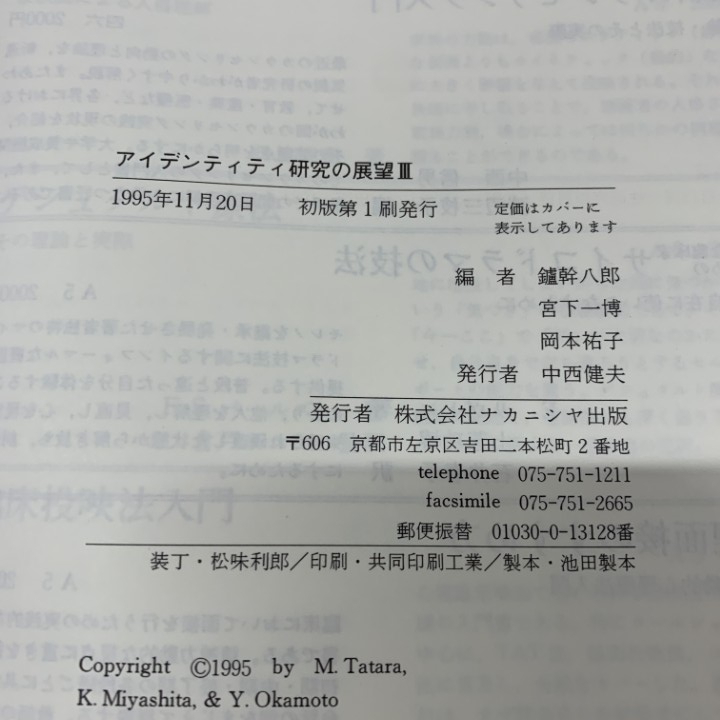 アイデンティティ研究の展望Ⅲ
1995年11月20日 初版第1刷発行 定価はカバーに
表示してあります
編 者 鑪幹八郎
宮下一博
岡本祐子
発行者 中西健夫
発行者 株式会社ナカニシヤ出版
〒606 京都市左京区吉田二本松町2番地
telephone 075-751-1211
facsimile 075-751-2665
郵便振替 01030-0-13128番
装丁・松味利郎／印刷・共同印刷工業／製本・池田製本
Copyright ©1995 by M. Tatara,
K. Miyashita, & Y. Okamoto